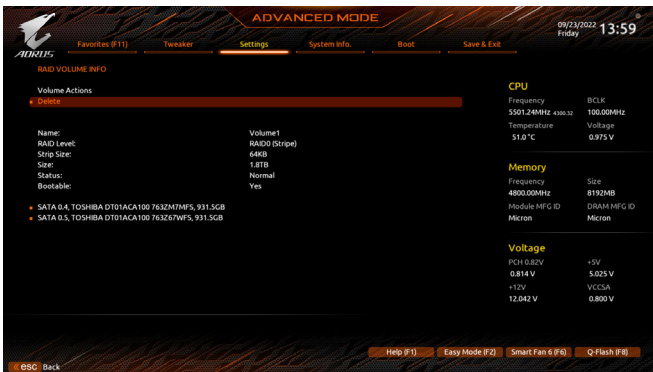 ADVANCED MODE
09/23/2022 Friday 13:59
AORUS
Favorites (F11) Tweaker Settings System Info. Boot Save & Exit
RAID VOLUME INFO
Volume Actions
Delete
Name: Volume1
RAID Level: RAID0 (Stripe)
Strip Size: 64KB
Size: 1.8TB
Status: Normal
Bootable: Yes
SATA 0.4, TOSHIBA DT01ACA100 763ZM7MFS, 931.5GB
SATA 0.5, TOSHIBA DT01ACA100 763Z67WFS, 931.5GB
CPU
Frequency BCLK
5501.24MHz 4300.32 100.00MHz
Temperature Voltage
51.0 °C 0.975 V
Memory
Frequency Size
4800.00MHz 8192MB
Module MFG ID DRAM MFG ID
Micron Micron
Voltage
PCH 0.82V +5V
0.814 V 5.025 V
+12V VCCSA
12.042 V 0.800 V
Help (F1) Easy Mode (F2) Smart Fan 6 (F6) Q-Flash (F8)
esc Back